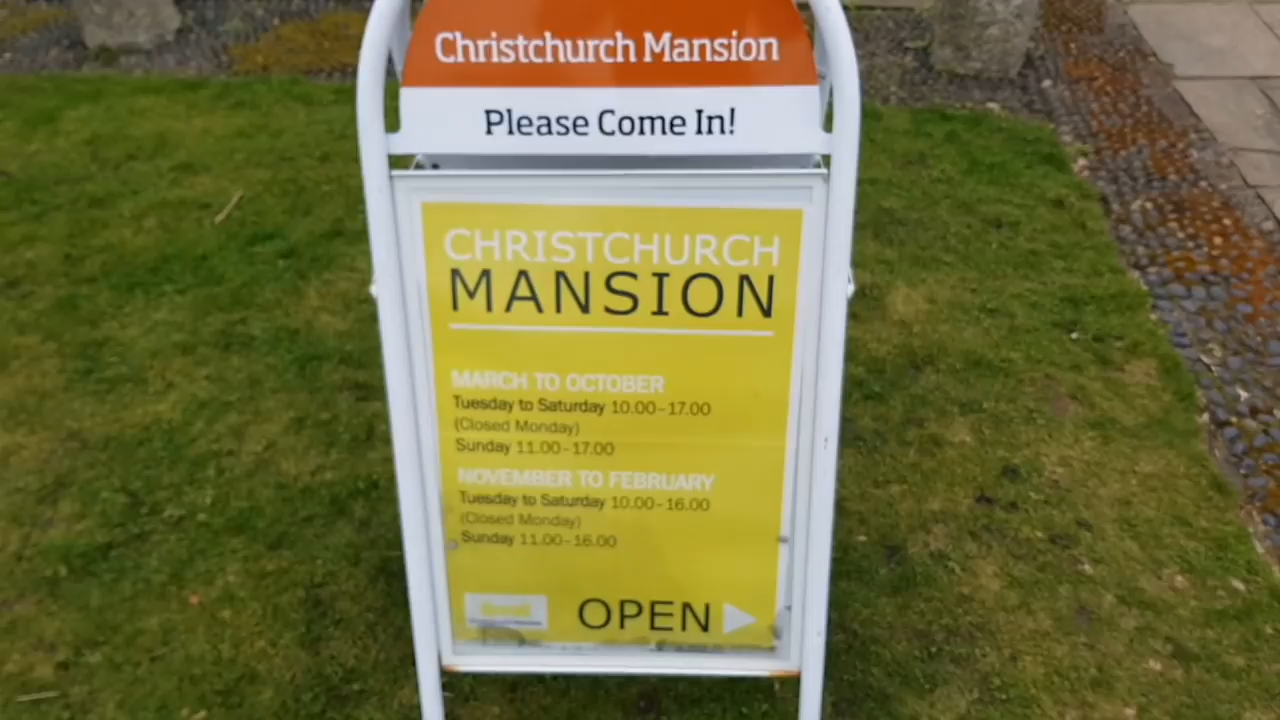 Christchurch Mansion
Please Come In!
CHRISTCHURCH
MANSION
MARCH TO OCTOBER
Tuesday to Saturday 10.00-17.00
(Closed Monday)
Sunday 11.00-17.00
NOVEMBER TO FEBRUARY
Tuesday to Saturday 10.00-16.00
(Closed Monday)
Sunday 11.00-16.00
OPEN